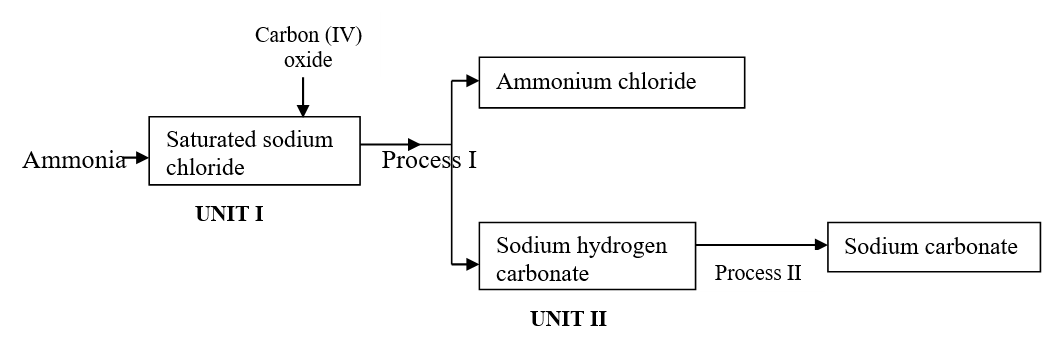 Carbon (IV)
oxide
Ammonium chloride
Saturated sodium
chloride
Ammonia
Process I
UNIT I
Sodium hydrogen
carbonate
Sodium carbonate
Process II
UNIT II